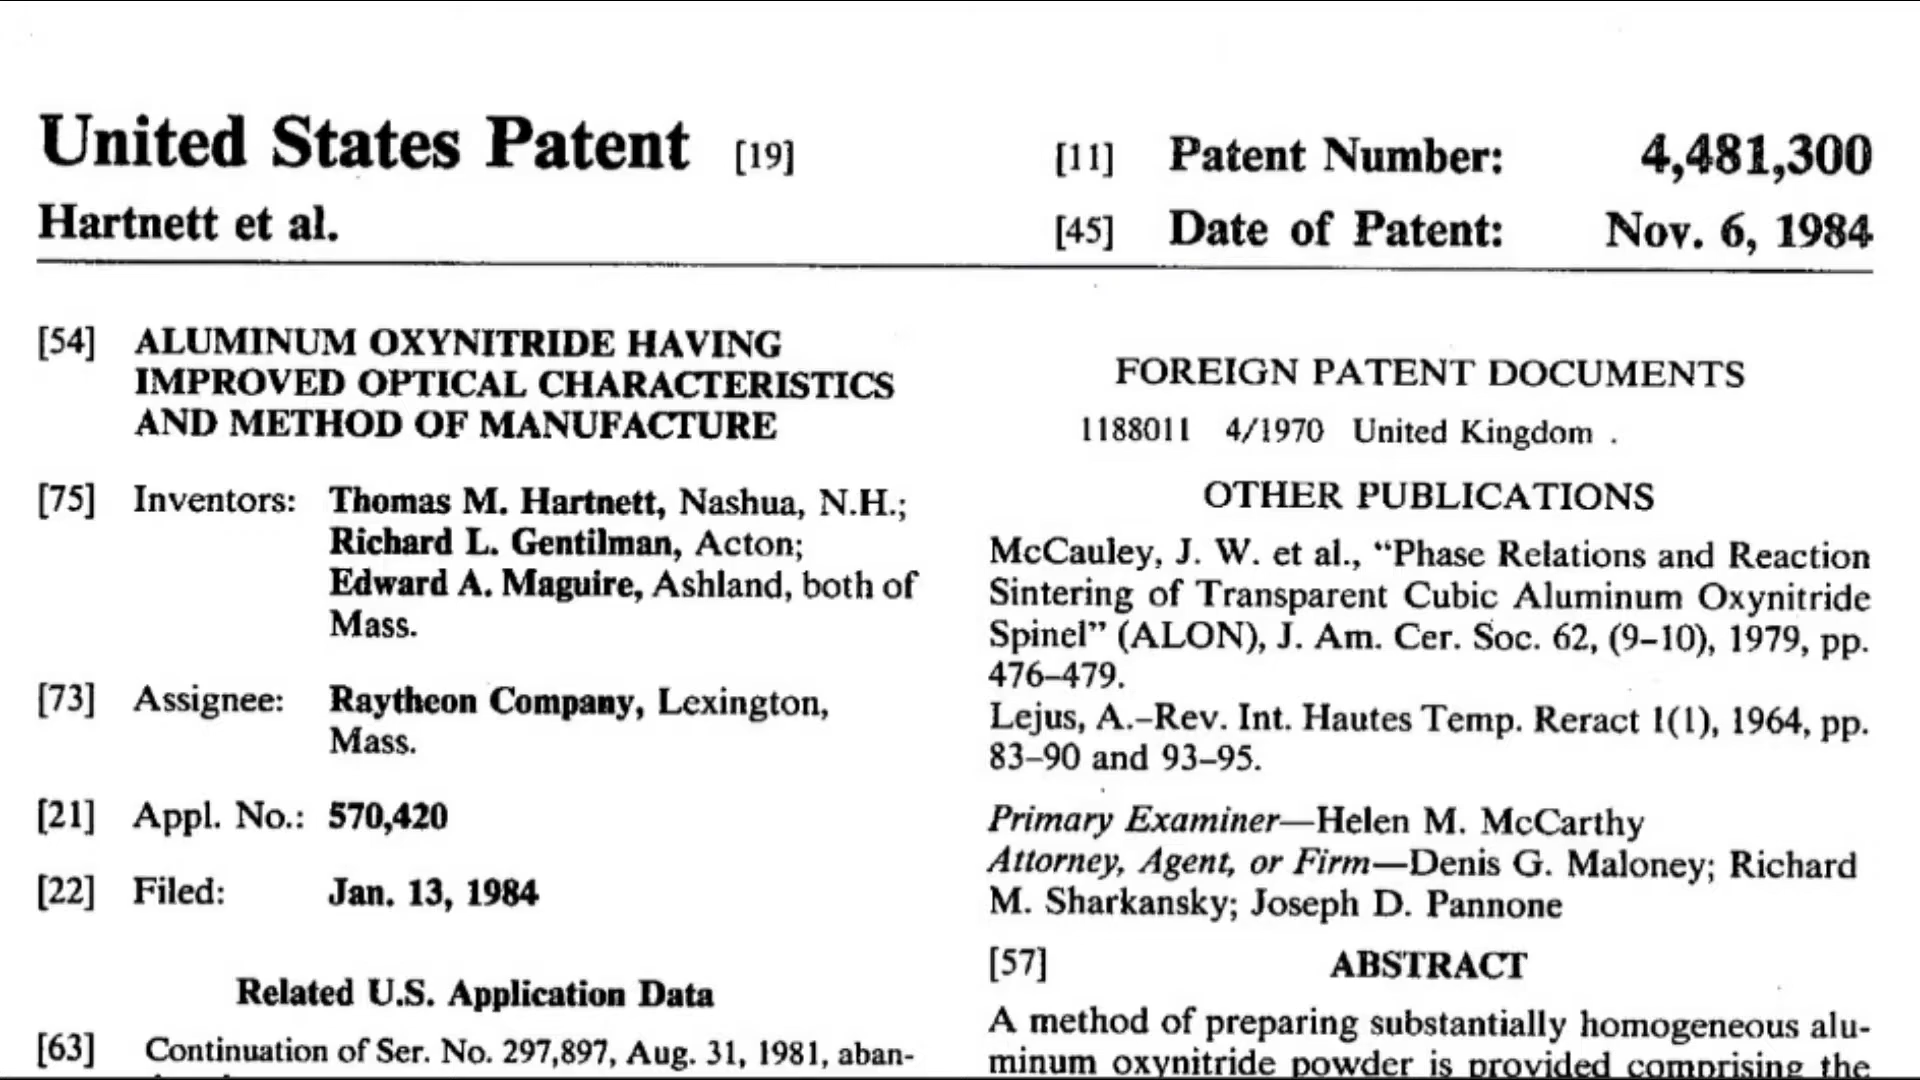 United States Patent [19]
Hartnett et al.
[11] Patent Number: 4,481,300
[45] Date of Patent: Nov. 6, 1984
[54] ALUMINUM OXYNITRIDE HAVING
IMPROVED OPTICAL CHARACTERISTICS
AND METHOD OF MANUFACTURE
[75] Inventors: Thomas M. Hartnett, Nashua, N.H.;
Richard L. Gentilman, Acton;
Edward A. Maguire, Ashland, both of
Mass.
[73] Assignee: Raytheon Company, Lexington,
Mass.
[21] Appl. No.: 570,420
[22] Filed: Jan. 13, 1984
Related U.S. Application Data
[63] Continuation of Ser. No. 297,897, Aug. 31, 1981, aban-
FOREIGN PATENT DOCUMENTS
1188011 4/1970 United Kingdom .
OTHER PUBLICATIONS
McCauley, J. W. et al., “Phase Relations and Reaction
Sintering of Transparent Cubic Aluminum Oxynitride
Spinel” (ALON), J. Am. Cer. Soc. 62, (9–10), 1979, pp.
476–479.
Lejus, A.–Rev. Int. Hautes Temp. Reract 1(1), 1964, pp.
83–90 and 93–95.
Primary Examiner—Helen M. McCarthy
Attorney, Agent, or Firm—Denis G. Maloney; Richard
M. Sharkansky; Joseph D. Pannone
[57] ABSTRACT
A method of preparing substantially homogeneous alu-
minum oxynitride powder is provided comprising the